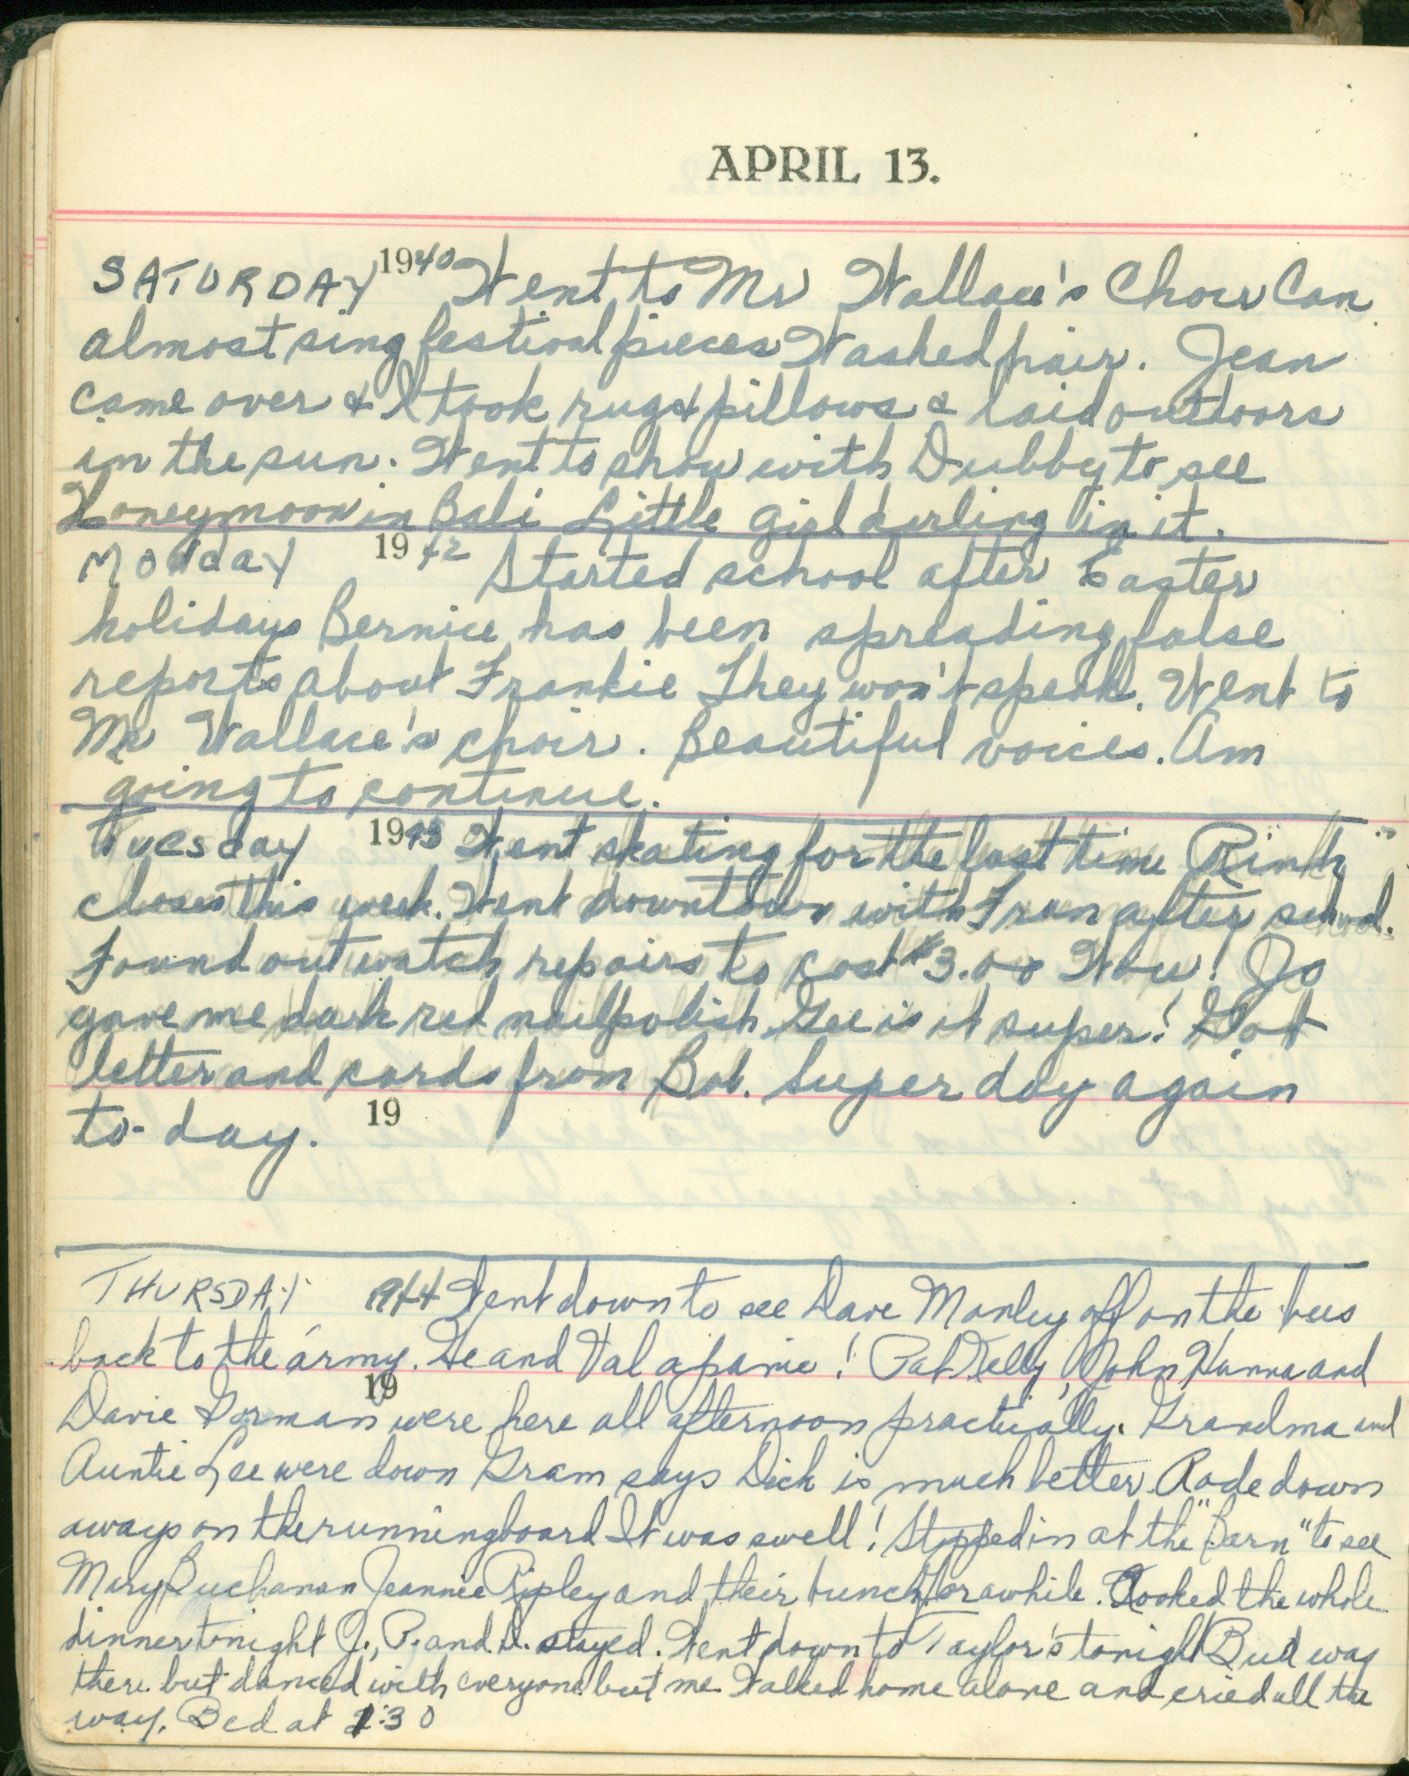 APRIL 13.
SATURDAY 1940 Went to Mr Wallace's Choir Can
almost sing festival pieces Washed hair. Jean
came over & I took rug & pillows & laid outdoors
in the sun. Went to show with Dubby to see
Honeymoon in Bali Little girl darling in it.
Monday 1942 Started school after Easter
holidays Bernice has been spreading false
reports about Frankie They won't speak. Went to
Mr Wallace's choir. Beautiful voices. Am
going to continue.
Tuesday 1943 Went skating for the last time Rink
closes this week. Went downtown with Fran after school.
Found out watch repairs to cost $3.00 Wow! Jo
gave me dark red nailpolish Gee is it super! Got
letter and cards from Bob. Super day again
to-day. 19
THURSDAY 1944 Went down to see Dave Manley off on the bus
back to the army. He and Val a panic! Pat Kelly, John Hanna and
19
Davie Gorman were here all afternoon practically. Grandma and
Auntie Lee were down Gram says Dick is much better. Rode down
aways on the runningboard It was swell! Stopped in at the "Barn" to see
Mary Buchanan Jeannie Ripley and their bunch for awhile. Cooked the whole
dinner tonight J., P. and D. stayed. Went down to Taylor's tonight Bud was
there but danced with everyone but me Walked home alone and cried all the
way. Bed at 1:30